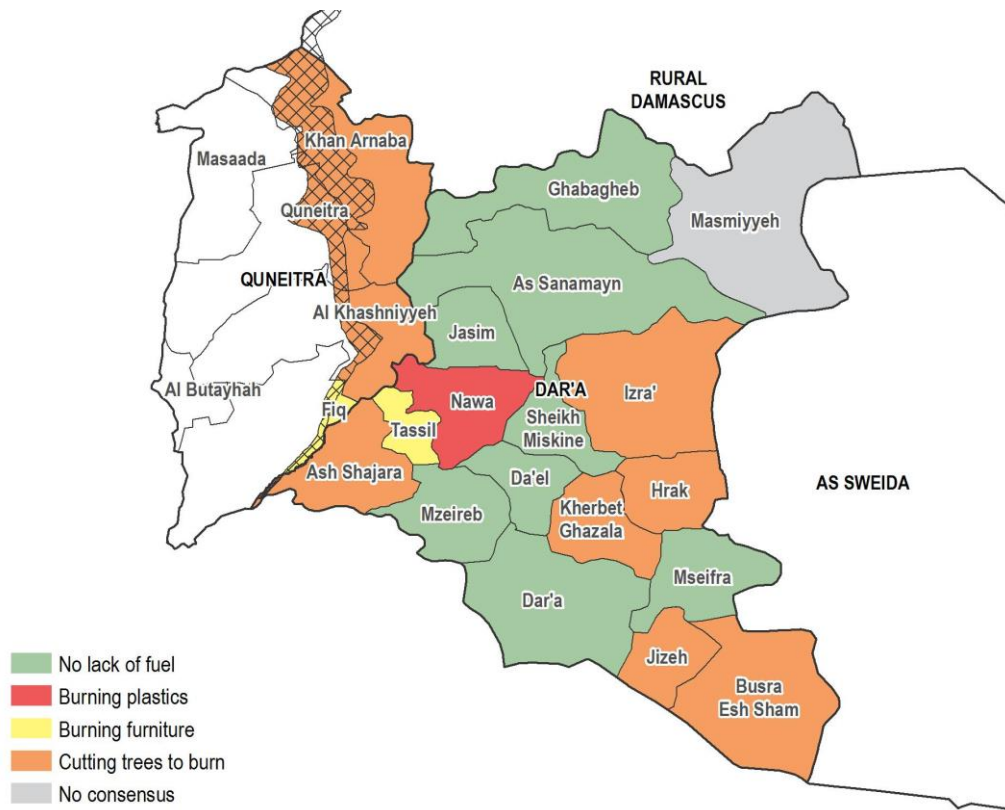 RURAL
DAMASCUS
Khan Arnaba
Masaada
Ghabagheb
Quneitra
Masmiyyeh
QUNEITRA
As Sanamayn
Al Khashniyyeh
Jasim
Al Butayhah
DAR'A
Izra'
Fiq
Nawa
Tassil
Sheikh
Miskine
Ash Shajara
Da'el
Hrak
AS SWEIDA
Kherbet
Ghazala
Mzeireb
Mseifra
Dar'a
Jizeh
Busra
Esh Sham
No lack of fuel
Burning plastics
Burning furniture
Cutting trees to burn
No consensus